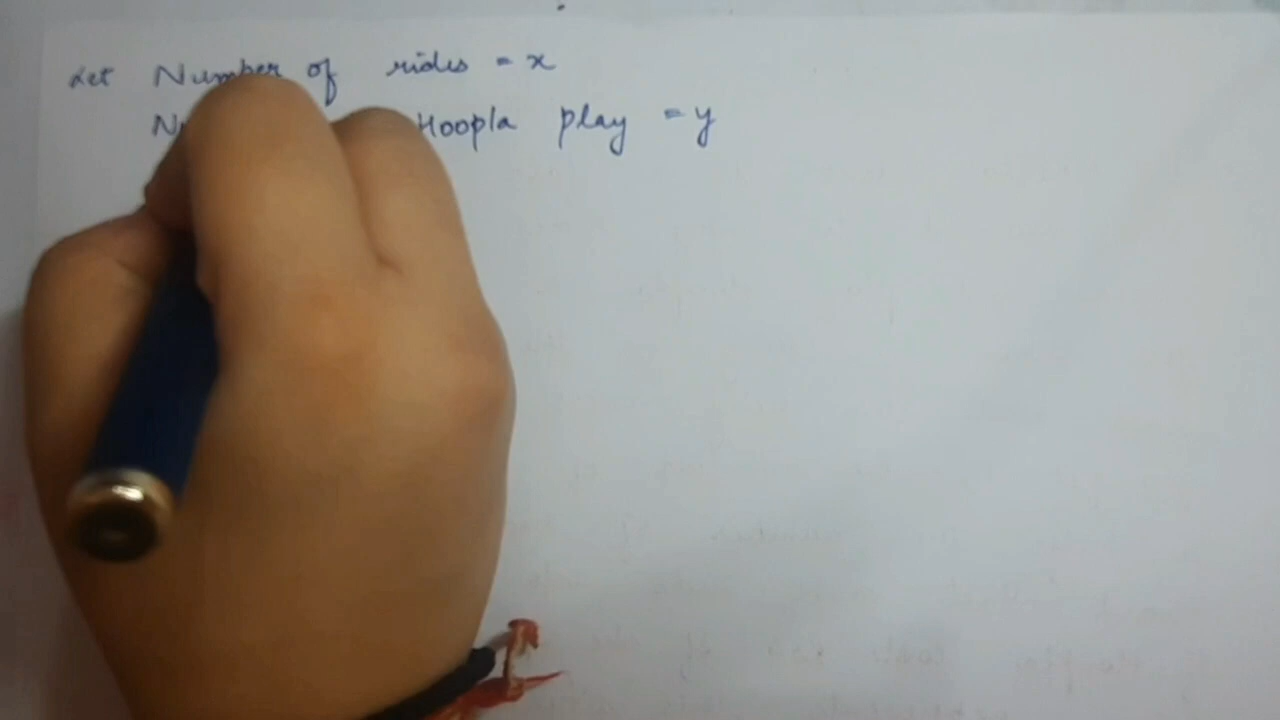 Let Number of rides = x
Hoopla play = y